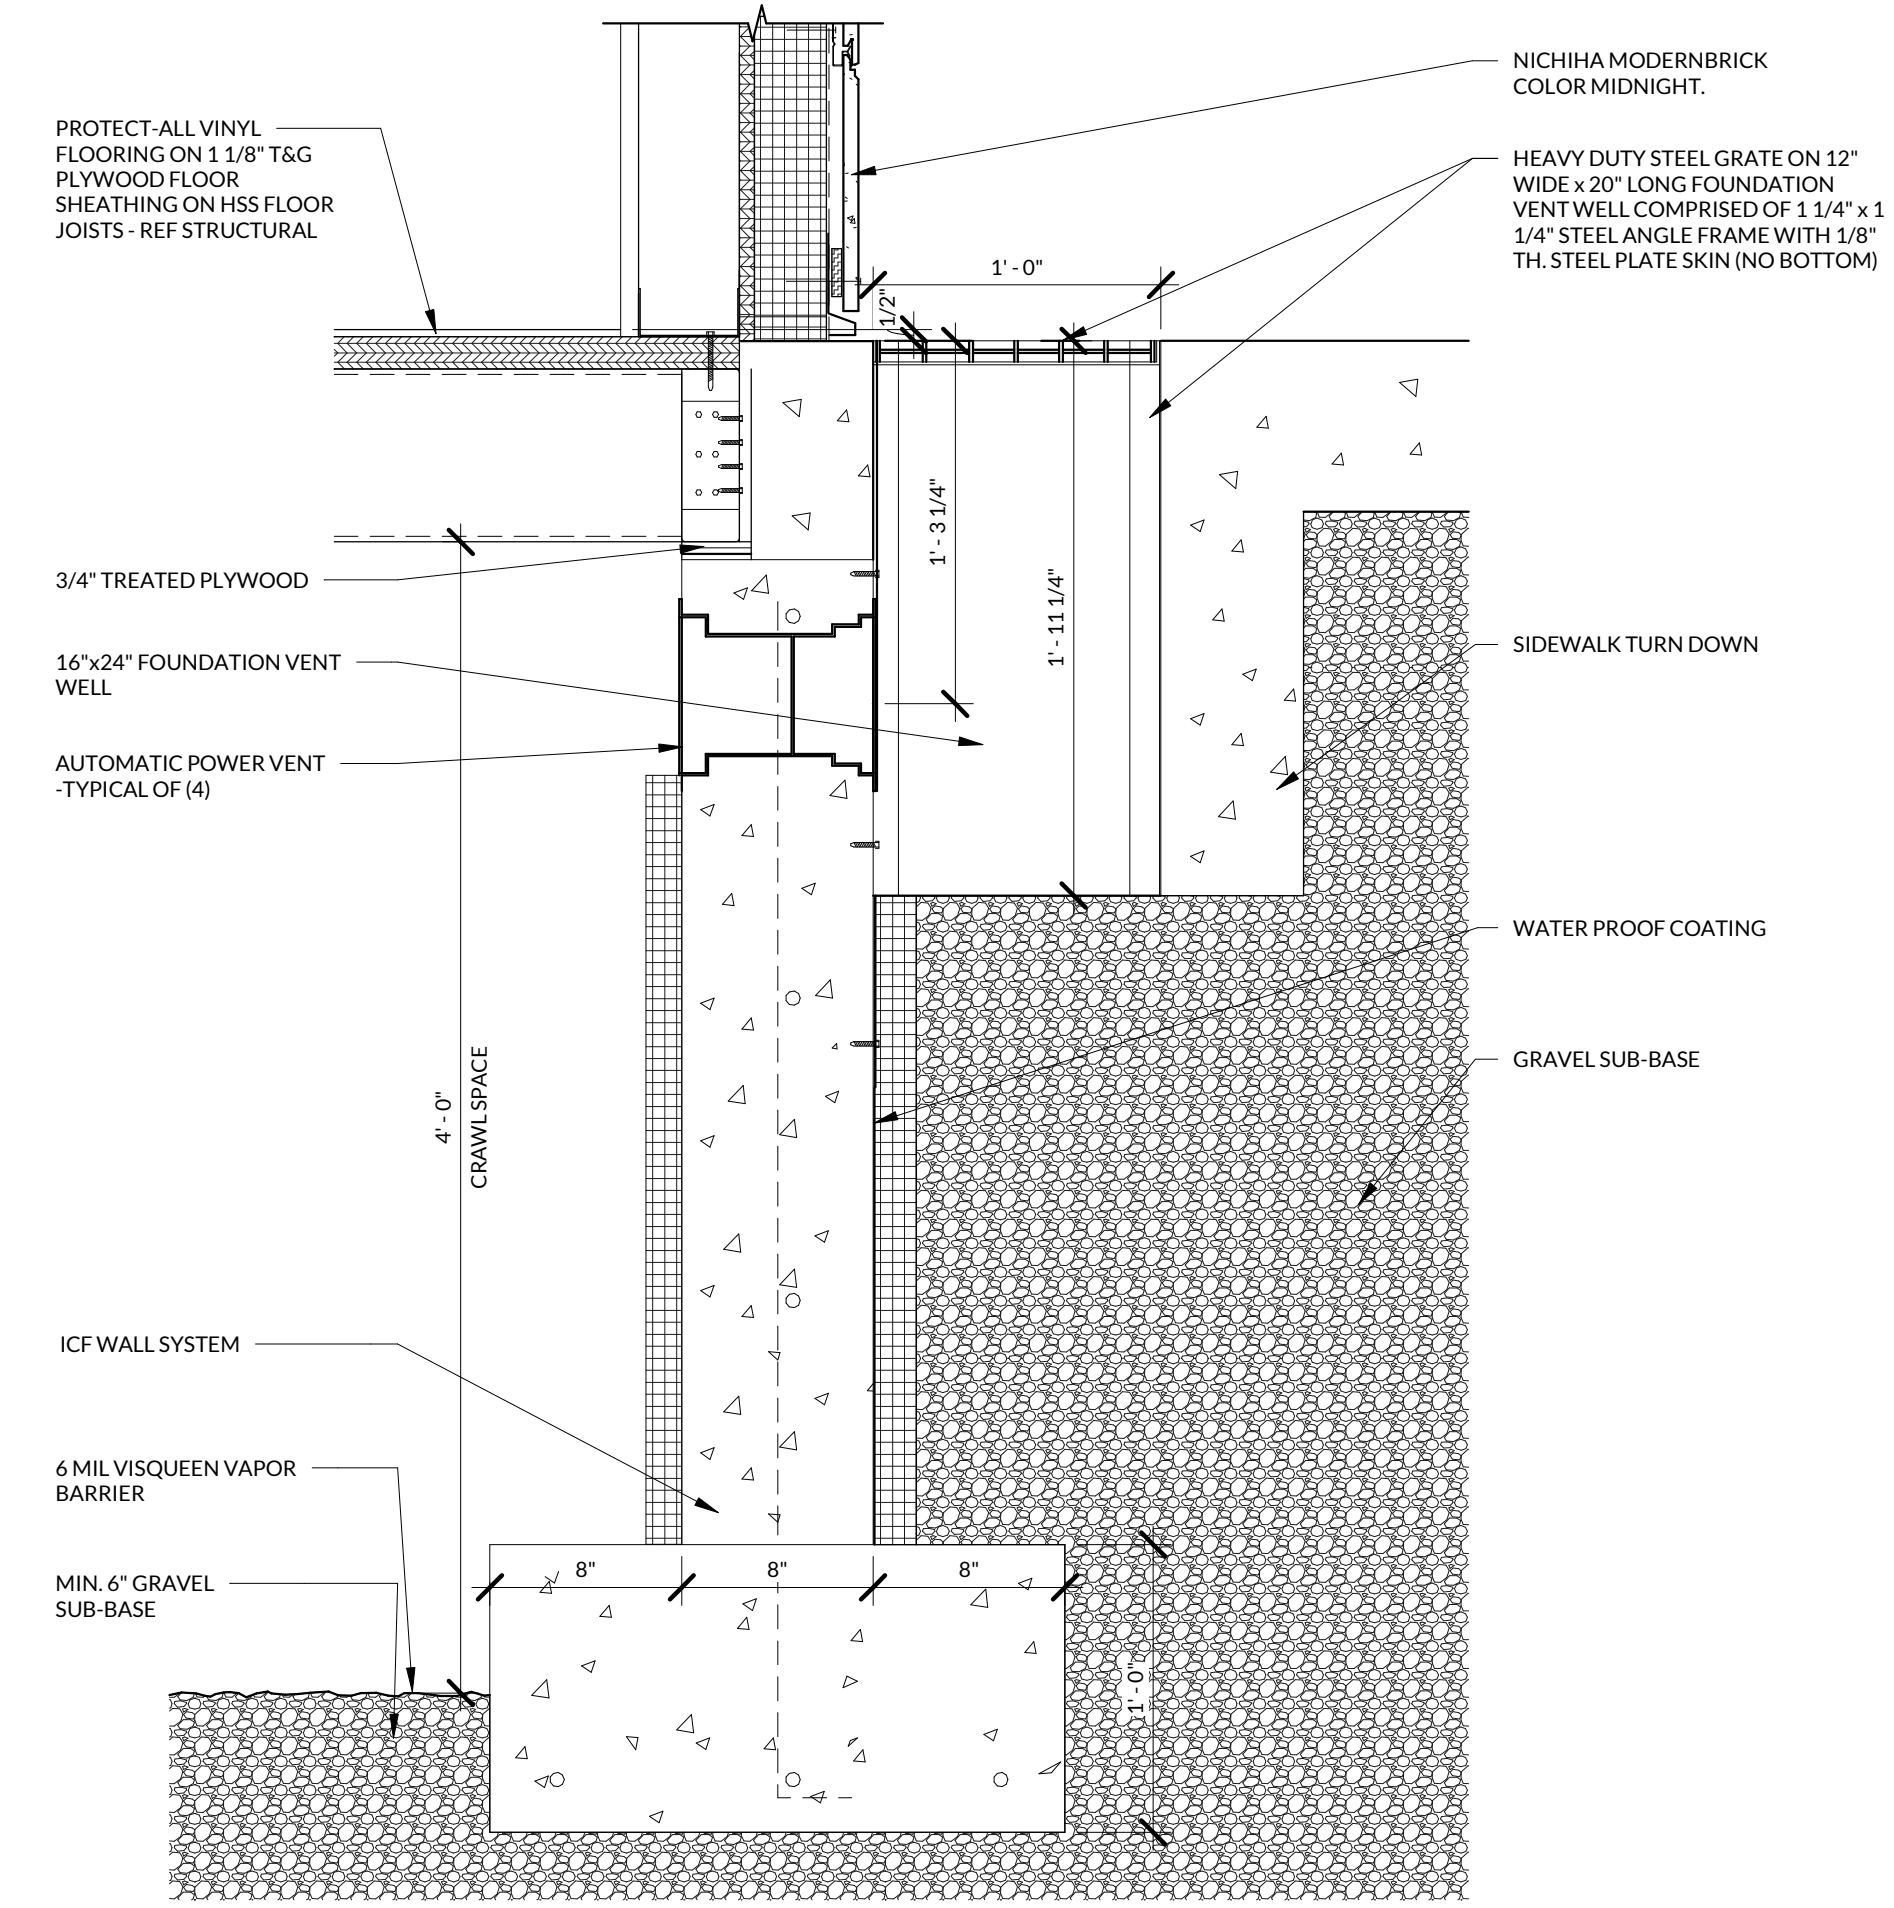 NICHIHA MODERNBRICK
COLOR MIDNIGHT.
PROTECT-ALL VINYL
FLOORING ON 1 1/8" T&G
PLYWOOD FLOOR
SHEATHING ON HSS FLOOR
JOISTS - REF STRUCTURAL
HEAVY DUTY STEEL GRATE ON 12"
WIDE x 20" LONG FOUNDATION
VENT WELL COMPRISED OF 1 1/4" x 1
1/4" STEEL ANGLE FRAME WITH 1/8"
TH. STEEL PLATE SKIN (NO BOTTOM)
1' - 0"
1/2"
1' - 3 1/4"
1' - 11 1/4"
3/4" TREATED PLYWOOD
16"x24" FOUNDATION VENT
WELL
SIDEWALK TURN DOWN
AUTOMATIC POWER VENT
-TYPICAL OF (4)
WATER PROOF COATING
GRAVEL SUB-BASE
4' - 0"
CRAWL SPACE
ICF WALL SYSTEM
6 MIL VISQUEEN VAPOR
BARRIER
MIN. 6" GRAVEL
SUB-BASE
8"
8"
8"
1' - 0"